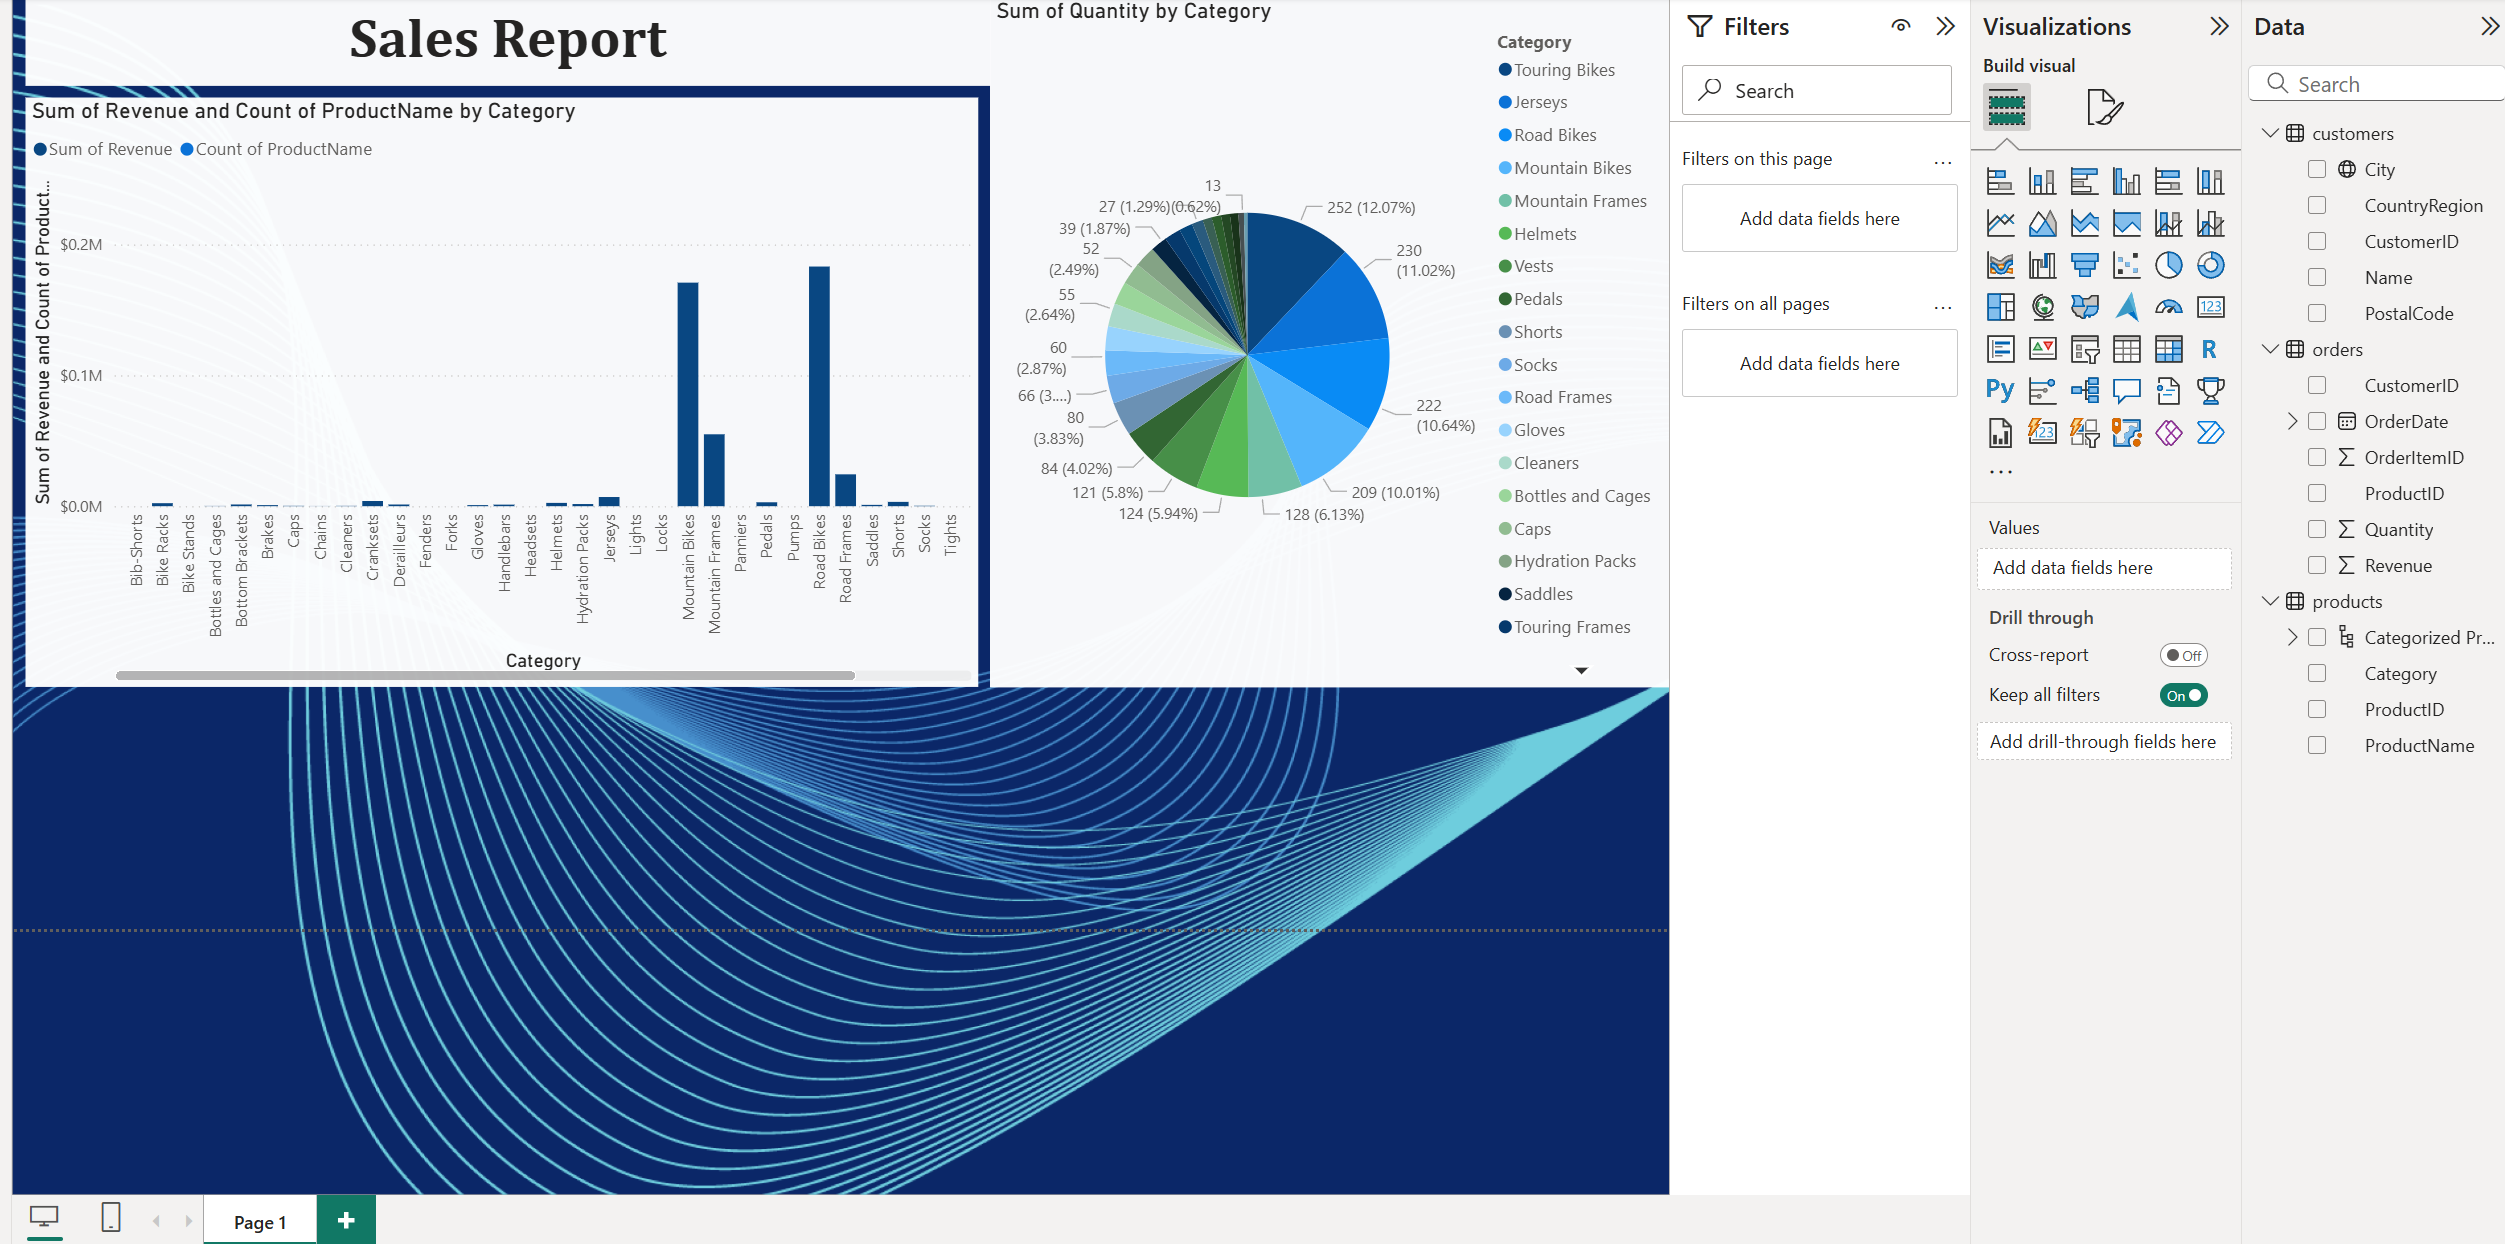 Sales Report
Sum of Revenue and Count of ProductName by Category
Sum of Revenue
Count of ProductName
Sum of Revenue and Count of Product...
$0.2M
$0.1M
$0.0M
Bib-Shorts
Bike Racks
Bike Stands
Bottles and Cages
Bottom Brackets
Brakes
Caps
Chains
Cleaners
Cranksets
Derailleurs
Fenders
Forks
Gloves
Handlebars
Headsets
Helmets
Hydration Packs
Jerseys
Lights
Locks
Mountain Bikes
Mountain Frames
Panniers
Pedals
Pumps
Road Bikes
Road Frames
Saddles
Shorts
Socks
Tights
Category
Sum of Quantity by Category
13
27 (1.29%)
(0.62%)
39 (1.87%)
52
(2.49%)
55
(2.64%)
60
(2.87%)
66 (3....)
80
(3.83%)
84 (4.02%)
121 (5.8%)
124 (5.94%)
128 (6.13%)
209 (10.01%)
222
(10.64%)
230
(11.02%)
252 (12.07%)
Category
Touring Bikes
Jerseys
Road Bikes
Mountain Bikes
Mountain Frames
Helmets
Vests
Pedals
Shorts
Socks
Road Frames
Gloves
Cleaners
Bottles and Cages
Caps
Hydration Packs
Saddles
Touring Frames
Filters
Search
Filters on this page
...
Add data fields here
Filters on all pages
...
Add data fields here
Visualizations
Build visual
123
R
Py
123
...
Values
Add data fields here
Drill through
Cross-report
Off
Keep all filters
On
Add drill-through fields here
Data
Search
customers
City
CountryRegion
CustomerID
Name
PostalCode
orders
CustomerID
OrderDate
OrderItemID
ProductID
Quantity
Revenue
products
Categorized Pr...
Category
ProductID
ProductName
Page 1